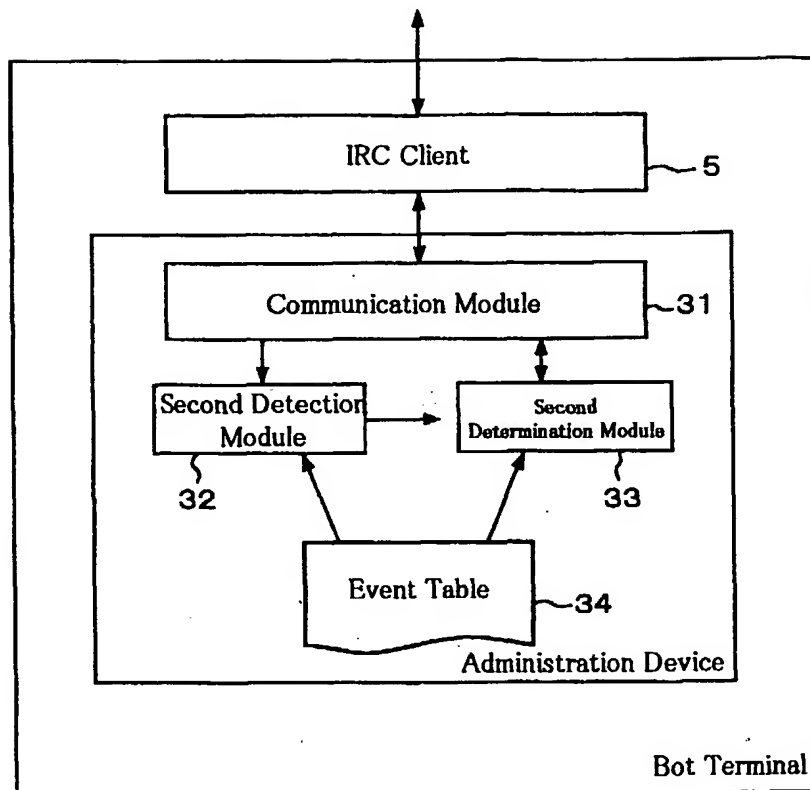 IRC Client
5
Communication Module
31
Second Detection
Module
Second
Determination Module
32
33
Event Table
34
Administration Device
Bot Terminal